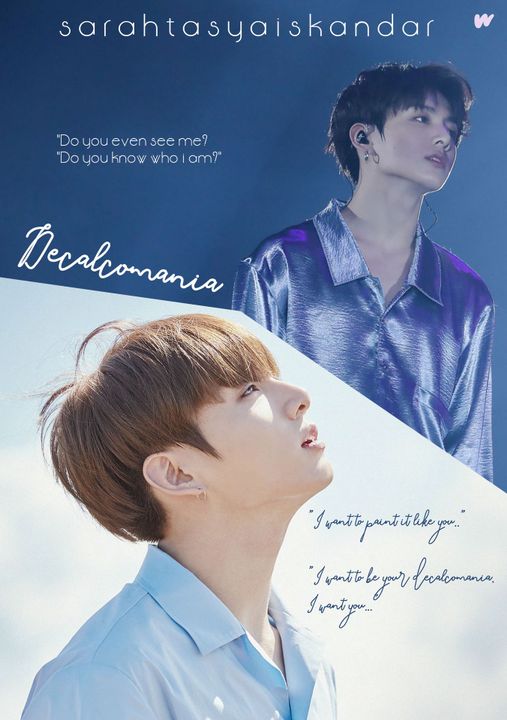 sarahtasyaiskandar
w
"Do you even see me?
"Do you know who i am?"
Decalcomania
"I want to paint it like you.."
"I want to be your decalcomania.
I want you...